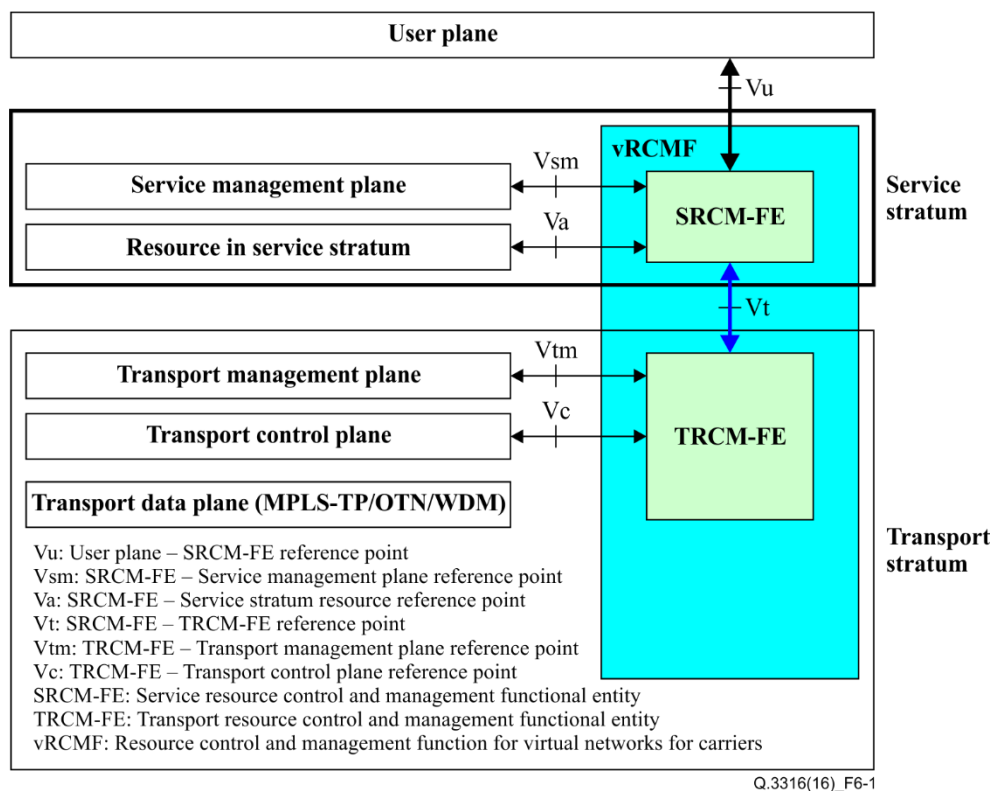 User plane
Vu
vRCMF
Vsm
Service management plane
SRCM-FE
Service
stratum
Va
Resource in service stratum
Vt
Vtm
Transport management plane
Vc
Transport control plane
TRCM-FE
Transport data plane (MPLS-TP/OTN/WDM)
Transport
stratum
Vu: User plane – SRCM-FE reference point
Vsm: SRCM-FE – Service management plane reference point
Va: SRCM-FE – Service stratum resource reference point
Vt: SRCM-FE – TRCM-FE reference point
Vtm: TRCM-FE – Transport management plane reference point
Vc: TRCM-FE – Transport control plane reference point
SRCM-FE: Service resource control and management functional entity
TRCM-FE: Transport resource control and management functional entity
vRCMF: Resource control and management function for virtual networks for carriers
Q.3316(16)_F6-1